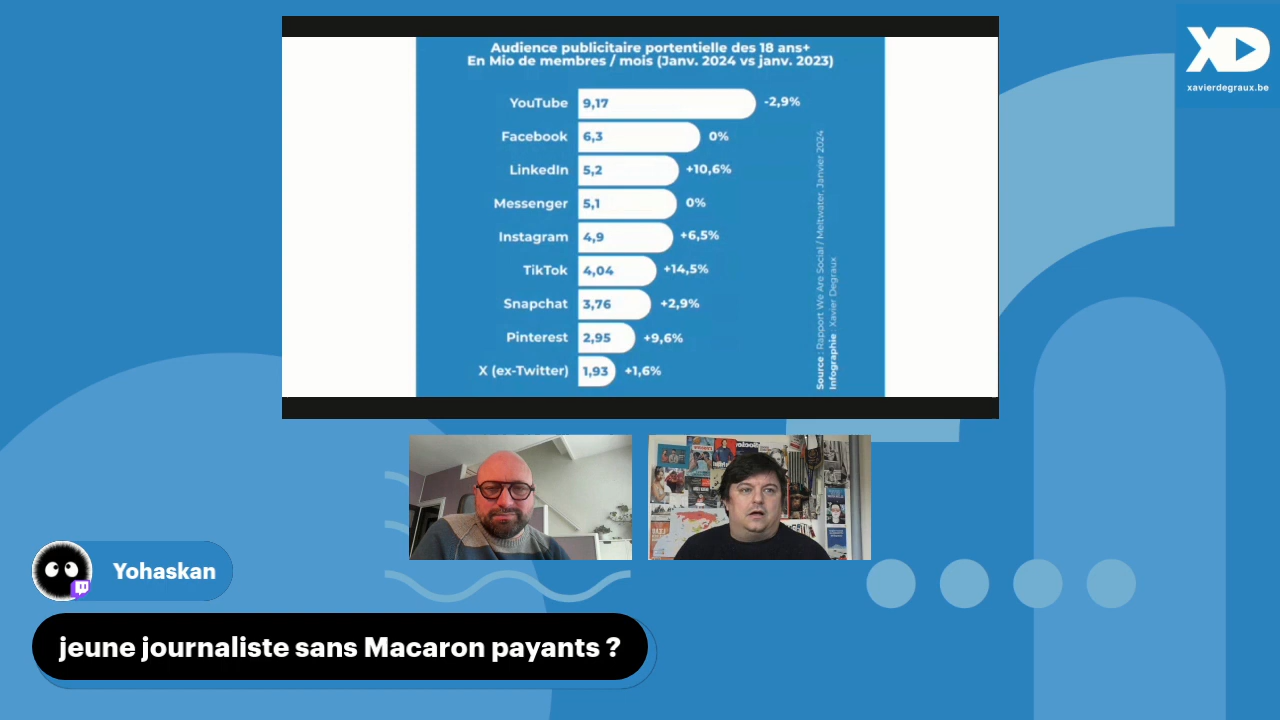 Audience publicitaire portentielle des 18 ans+
En Mio de membres / mois (Janv. 2024 vs janv. 2023)
YouTube 9,17 -2,9%
Facebook 6,3 0%
LinkedIn 5,2 +10,6%
Messenger 5,1 0%
Instagram 4,9 +6,5%
TikTok 4,04 +14,5%
Snapchat 3,76 +2,9%
Pinterest 2,95 +9,6%
X (ex-Twitter) 1,93 +1,6%
Source : Rapport We Are Social / Meltwater, Janvier 2024
Infographie : Xavier Degraux
XD
xavierdegraux.be
Yohaskan
jeune journaliste sans Macaron payants ?